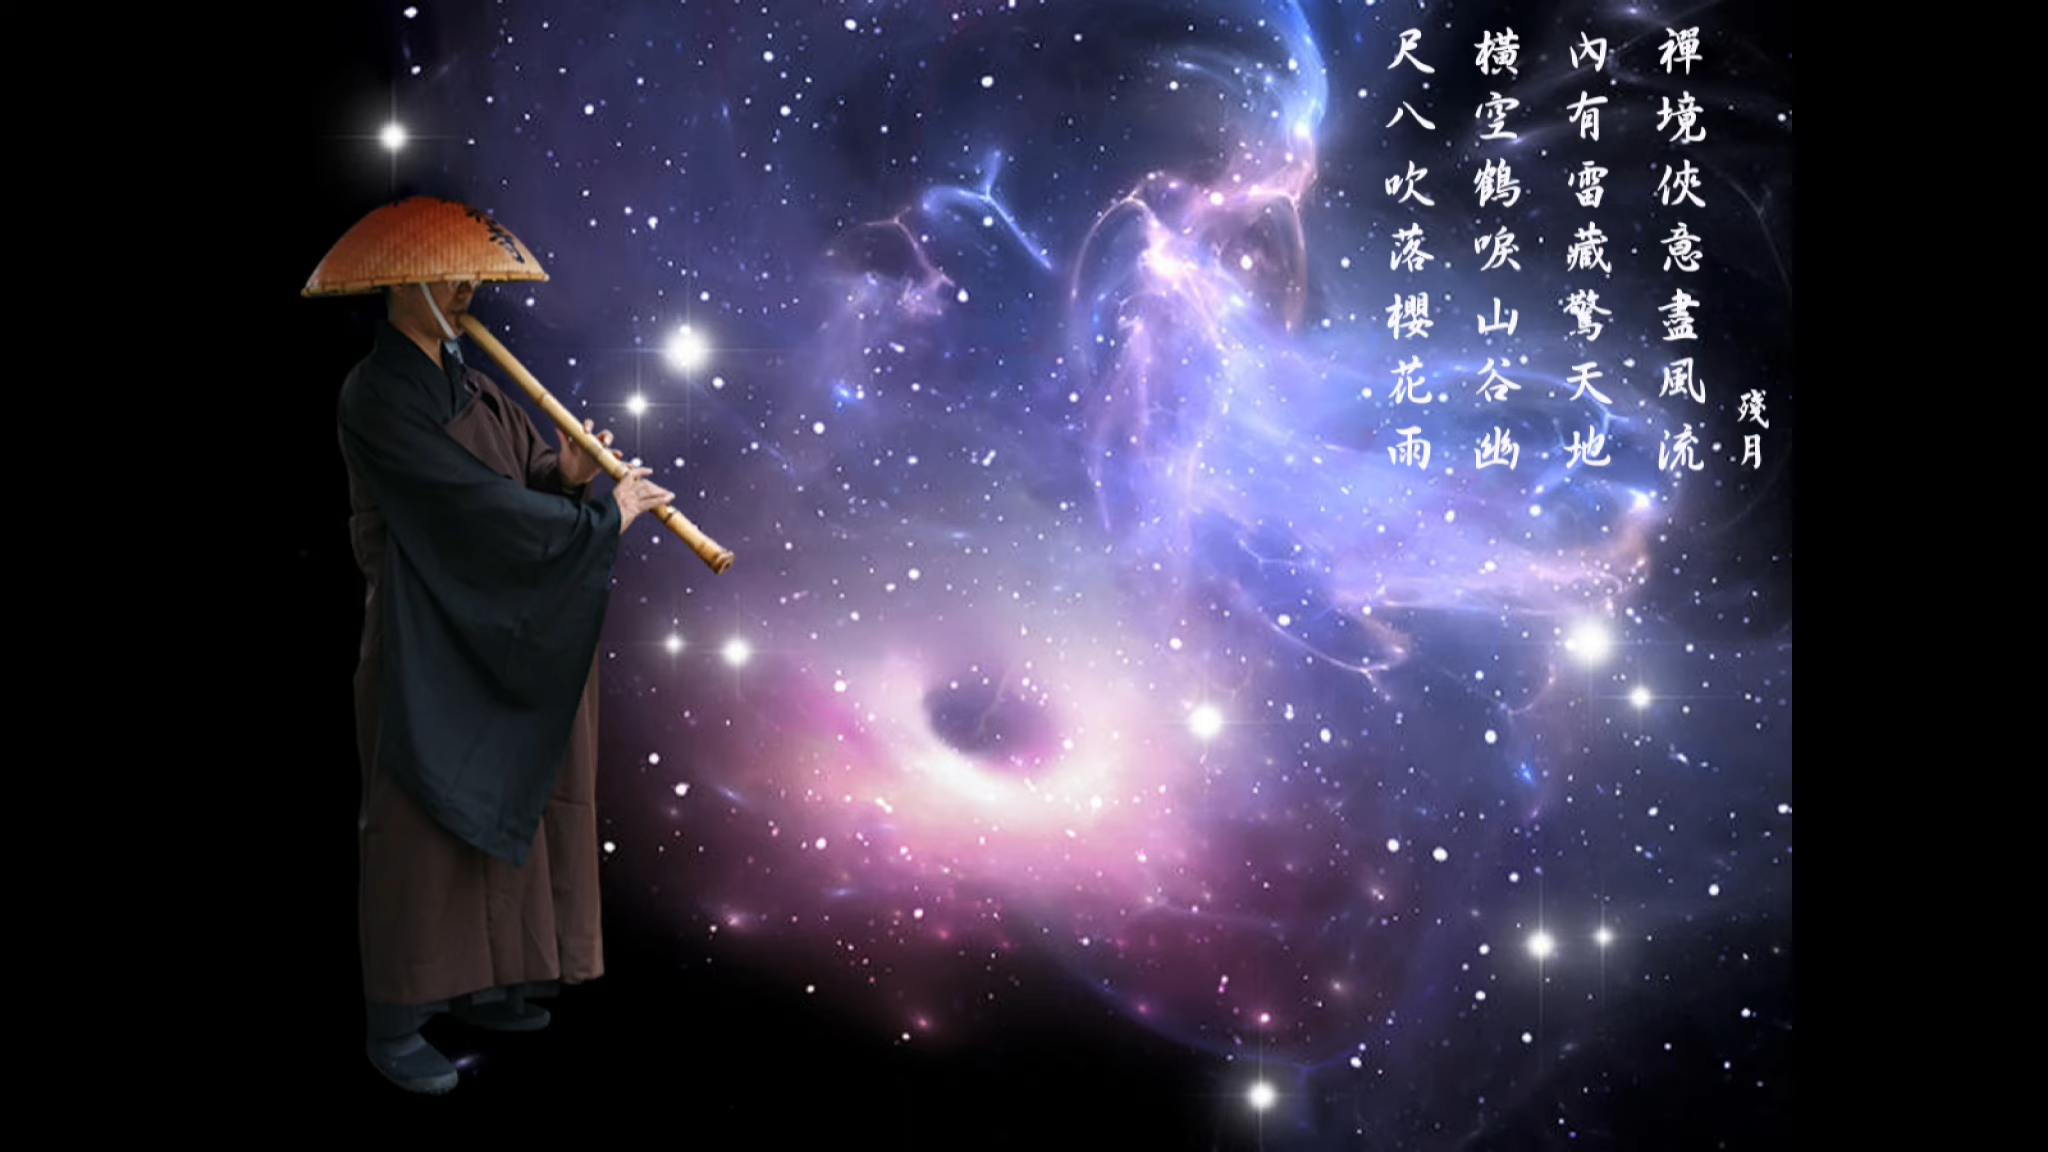 殘月
禪境俠意盡風流
內有雷藏驚天地
橫空鶴唳山谷幽
尺八吹落櫻花雨